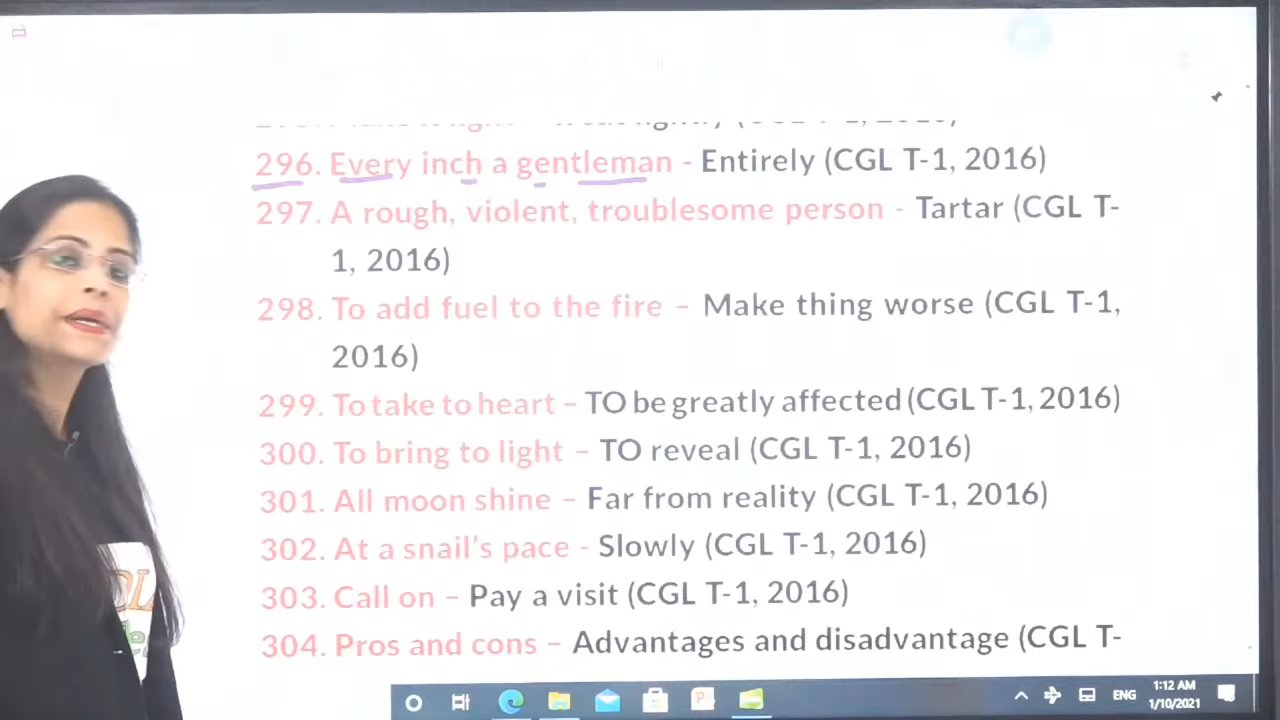 296. Every inch a gentleman - Entirely (CGL T-1, 2016)
297. A rough, violent, troublesome person - Tartar (CGL T-
1, 2016)
298. To add fuel to the fire – Make thing worse (CGL T-1,
2016)
299. To take to heart – TO be greatly affected (CGL T-1, 2016)
300. To bring to light – TO reveal (CGL T-1, 2016)
301. All moon shine – Far from reality (CGL T-1, 2016)
302. At a snail's pace - Slowly (CGL T-1, 2016)
303. Call on – Pay a visit (CGL T-1, 2016)
304. Pros and cons – Advantages and disadvantage (CGL T-
ENG
1:12 AM
1/10/2021